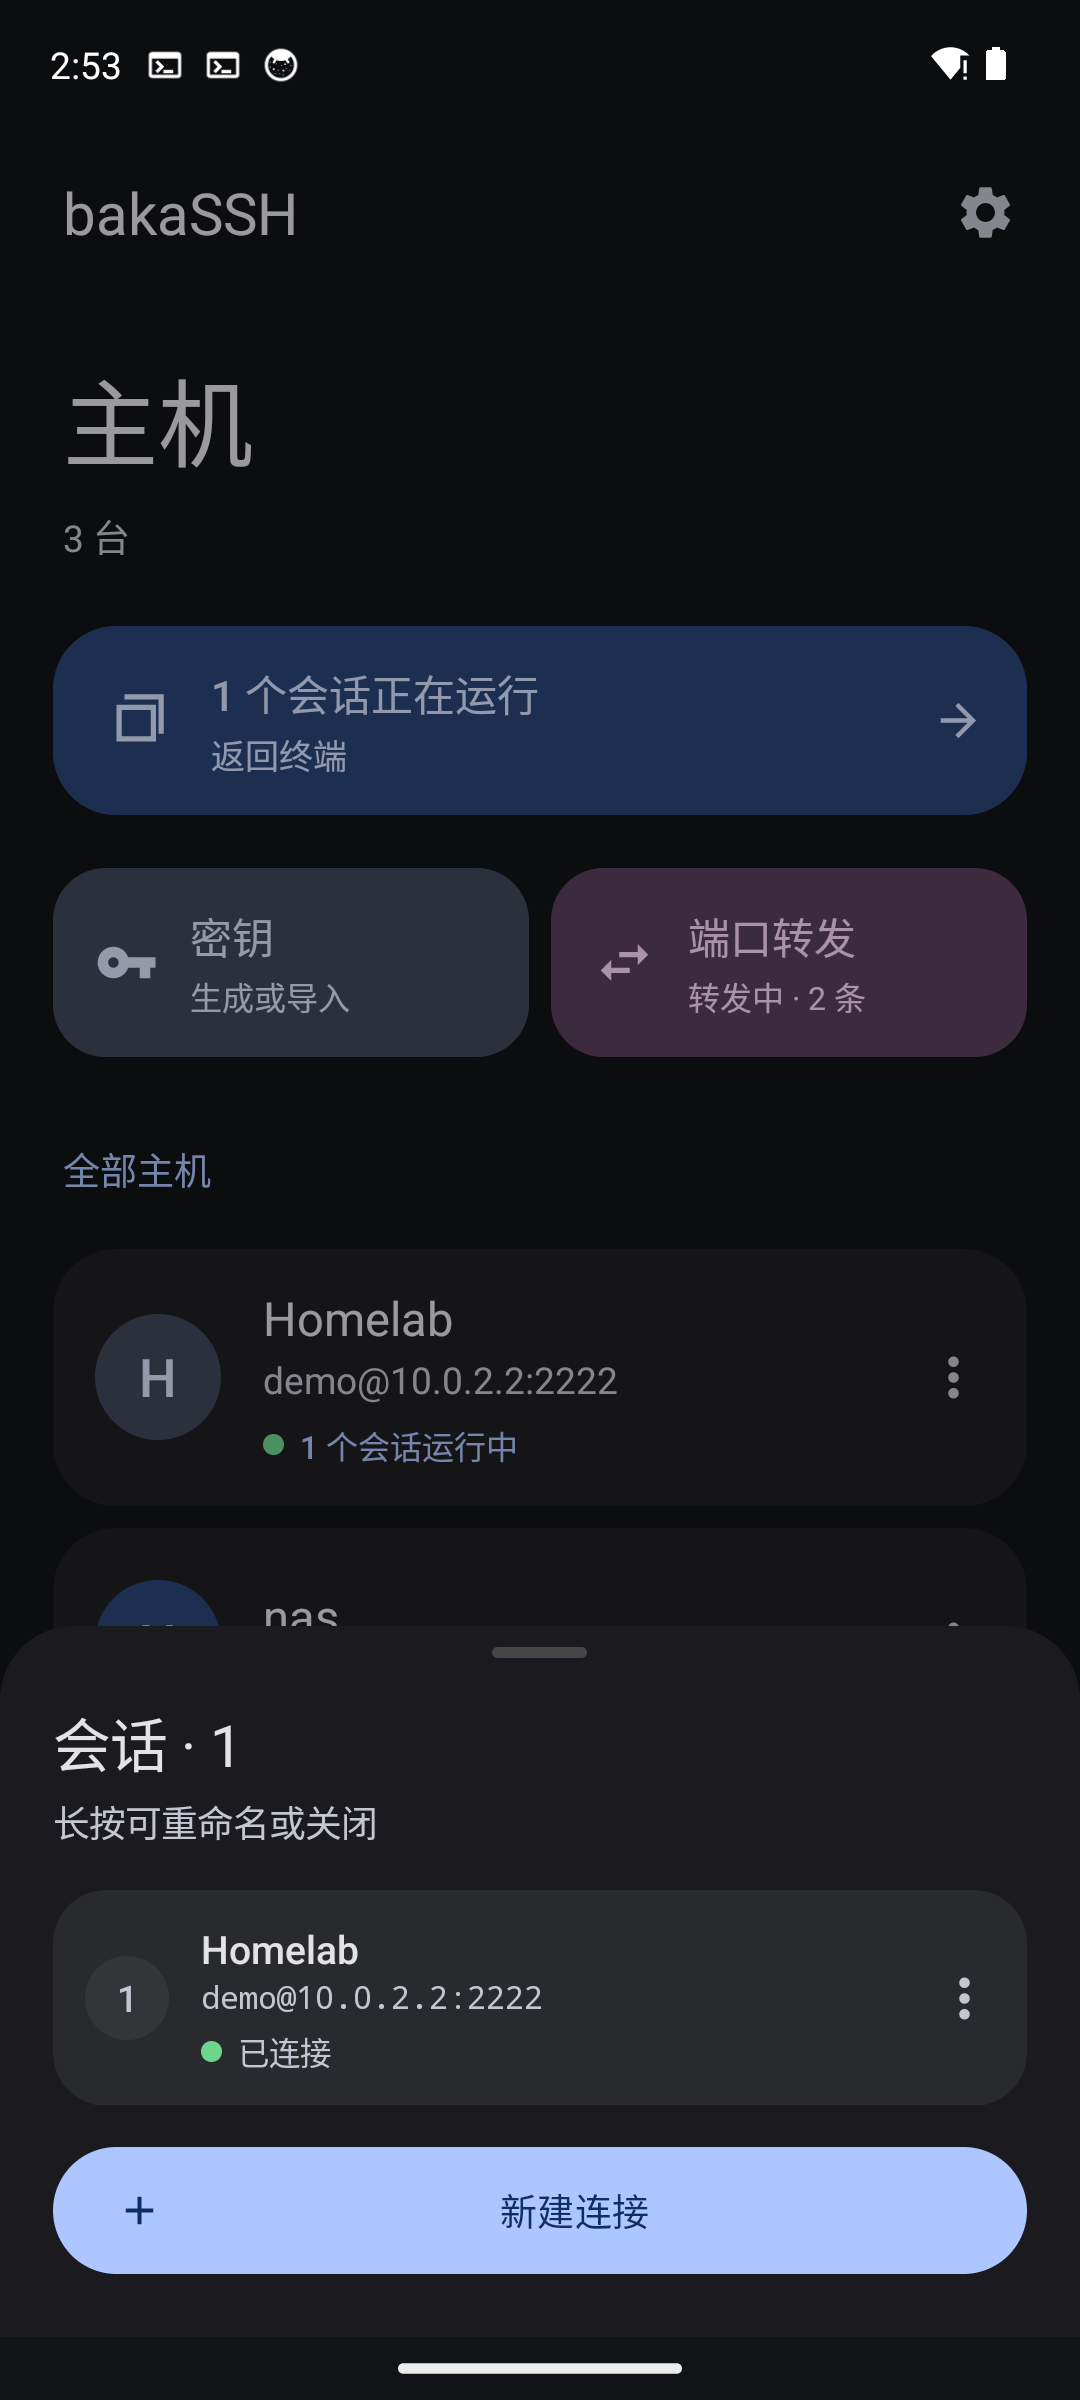 2:53
bakaSSH
主机
3 台
1 个会话正在运行
返回终端
密钥
生成或导入
端口转发
转发中 · 2 条
全部主机
H
Homelab
demo@10.0.2.2:2222
1 个会话运行中
nas
会话 · 1
长按可重命名或关闭
1
Homelab
demo@10.0.2.2:2222
已连接
新建连接